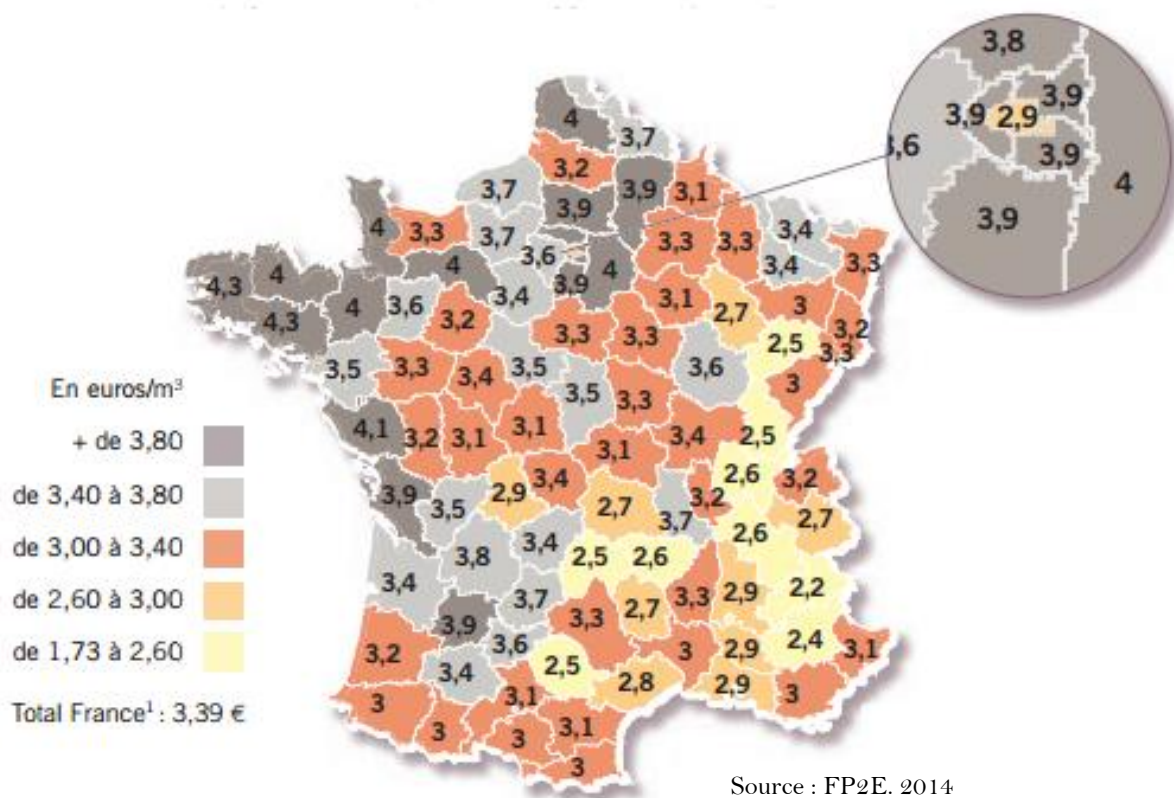 3,8
3,9
3,9 2,9
3,6 3,9
4
3,9
4
3,7
3,2
3,7 3,9 3,1
3,9
4 3,3 3,7 3,6 3,3 3,3 3,4
3,4 3,3
4,3 4 4 3,9 4
4,3 4 3,6 3,4 3,1 2,7 3
3,2 3,3 3,3 3,2
3,5 3,3 3,4 3,5 3,6 2,5 3,3
3,5 3,3 3
En euros/m³
4,1 3,2 3,1 3,1 3,4 2,5
+ de 3,80
3,1
3,4 2,6 3,2
de 3,40 à 3,80
3,9 3,5 2,9 2,7 3,7 3,2 2,7
de 3,00 à 3,40
3,8 3,4 2,5 2,6 2,6
3,4 2,2
de 2,60 à 3,00
3,7 3,3 2,7 3,3 2,9
3,9
de 1,73 à 2,60
3,2 3,6 3 2,9 2,4 3,1
3,4 2,5
3,1 2,8 2,9 3
Total France¹ : 3,39 €
3 3 3 3,1
3
Source : FP2E. 2014